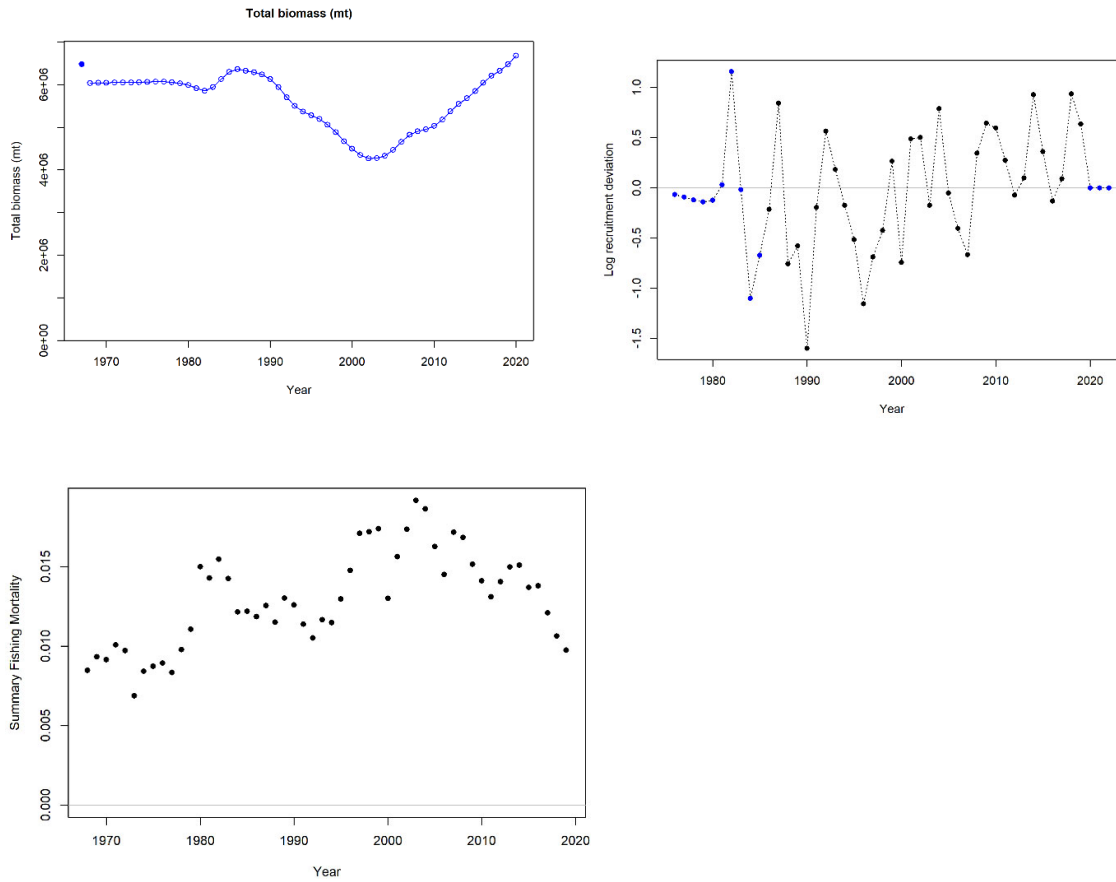 Total biomass (mt)
Total biomass (mt)
6e+06
4e+06
2e+06
0e+00
1970 1980 1990 2000 2010 2020
Year
Log recruitment deviation
1.0
0.5
0.0
-0.5
-1.0
-1.5
1980 1990 2000 2010 2020
Year
Summary Fishing Mortality
0.015
0.010
0.005
0.000
1970 1980 1990 2000 2010 2020
Year